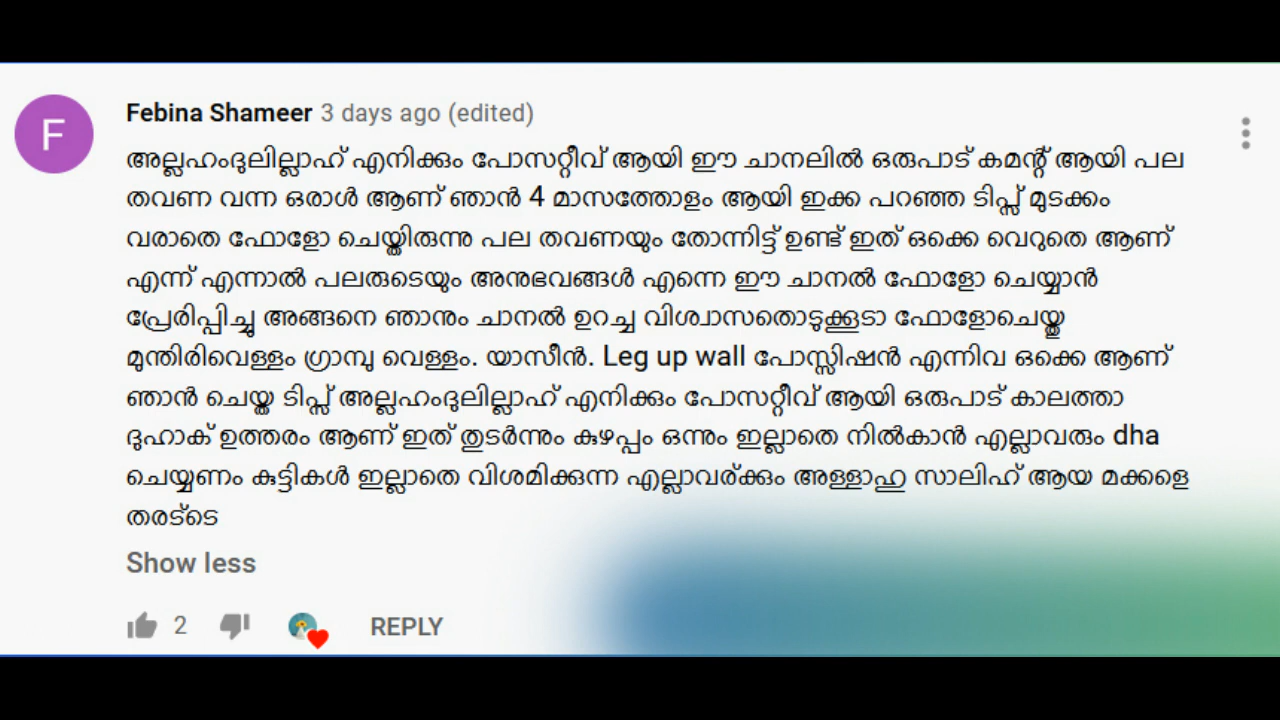 F
Febina Shameer 3 days ago (edited)
അല്ലഹംദുലില്ലാഹ് എനിക്കും പോസറ്റീവ് ആയി ഈ ചാനലിൽ ഒരുപാട് കമന്റ് ആയി പല
തവണ വന്ന ഒരാൾ ആണ് ഞാൻ 4 മാസത്തോളം ആയി ഇക്ക പറഞ്ഞ ടിപ്സ് മുടക്കം
വരാതെ ഫോളോ ചെയ്തിരുന്നു പല തവണയും തോന്നിട്ട് ഉണ്ട് ഇത് ഒക്കെ വെറുതെ ആണ്
എന്ന് എന്നാൽ പലരുടെയും അനുഭവങ്ങൾ എന്നെ ഈ ചാനൽ ഫോളോ ചെയ്യാൻ
പ്രേരിപ്പിച്ചു അങ്ങനെ ഞാനും ചാനൽ ഉറച്ച വിശ്വാസതൊടുക്കൂടാ ഫോളോചെയ്തു
മുന്തിരിവെള്ളം ഗ്രാമ്പു വെള്ളം. യാസീൻ. Leg up wall പോസ്സിഷൻ എന്നിവ ഒക്കെ ആണ്
ഞാൻ ചെയ്ത ടിപ്സ് അല്ലഹംദുലില്ലാഹ് എനിക്കും പോസറ്റീവ് ആയി ഒരുപാട് കാലത്താ
ദുഹാക് ഉത്തരം ആണ് ഇത് തുടർന്നും കുഴപ്പം ഒന്നും ഇല്ലാതെ നിൽകാൻ എല്ലാവരും dha
ചെയ്യണം കുട്ടികൾ ഇല്ലാതെ വിശമിക്കുന്ന എല്ലാവര്ക്കും അള്ളാഹു സാലിഹ് ആയ മക്കളെ
തരട്ടെ
Show less
2 REPLY